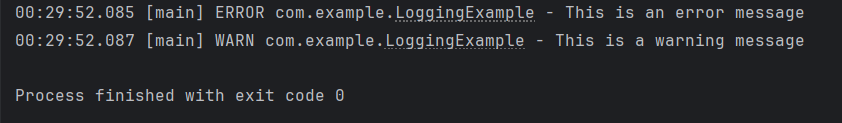 00:29:52.085 [main] ERROR com.example.LoggingExample - This is an error message
00:29:52.087 [main] WARN com.example.LoggingExample - This is a warning message
Process finished with exit code 0